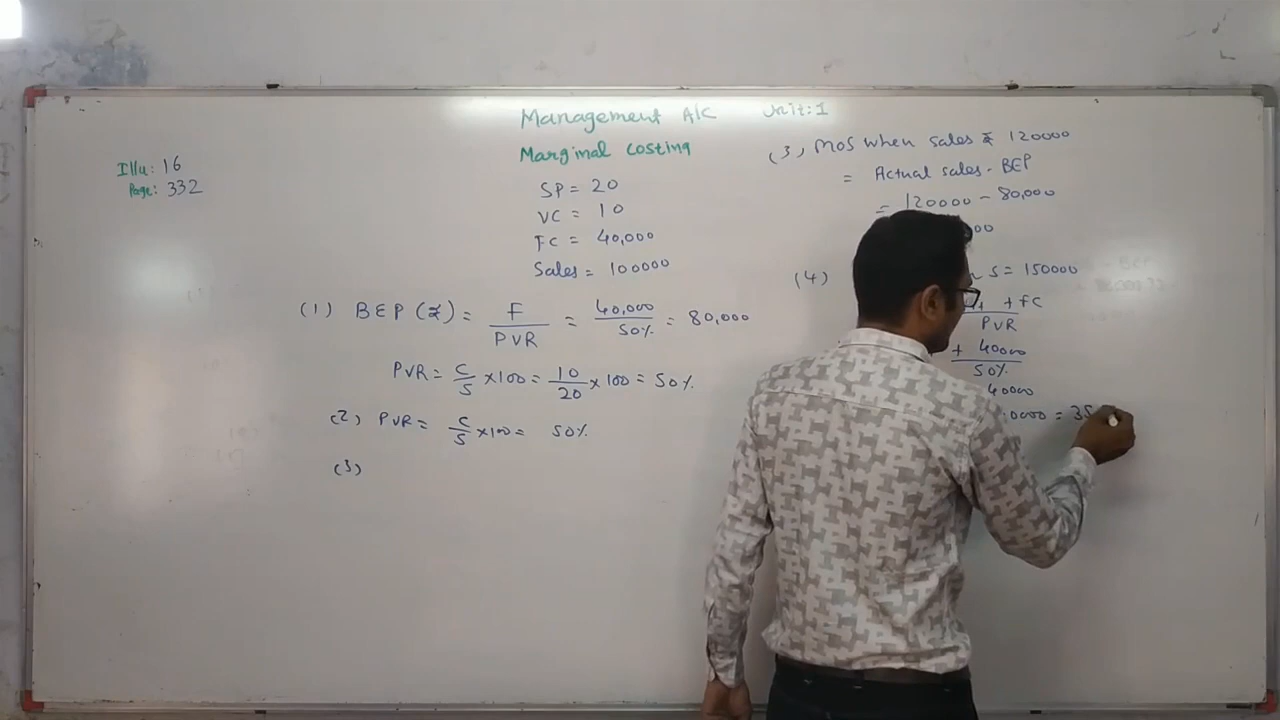 Management A/C Unit: I
Marginal costing
Illu: 16
Page: 332
SP = 20
VC = 10
FC = 40,000
Sales = 100000
(1) BEP (₹) = F / PVR = 40,000 / 50% = 80,000
PVR = C/S × 100 = 10/20 × 100 = 50%
(2) PVR = C/S × 100 = 50%
(3)
(3) MOS when sales ₹ 120000
= Actual sales - BEP
= 120000 - 80,000
00
(4) S = 150000
+ FC
PVR
+ 40000
50%
40000
0000 = 35